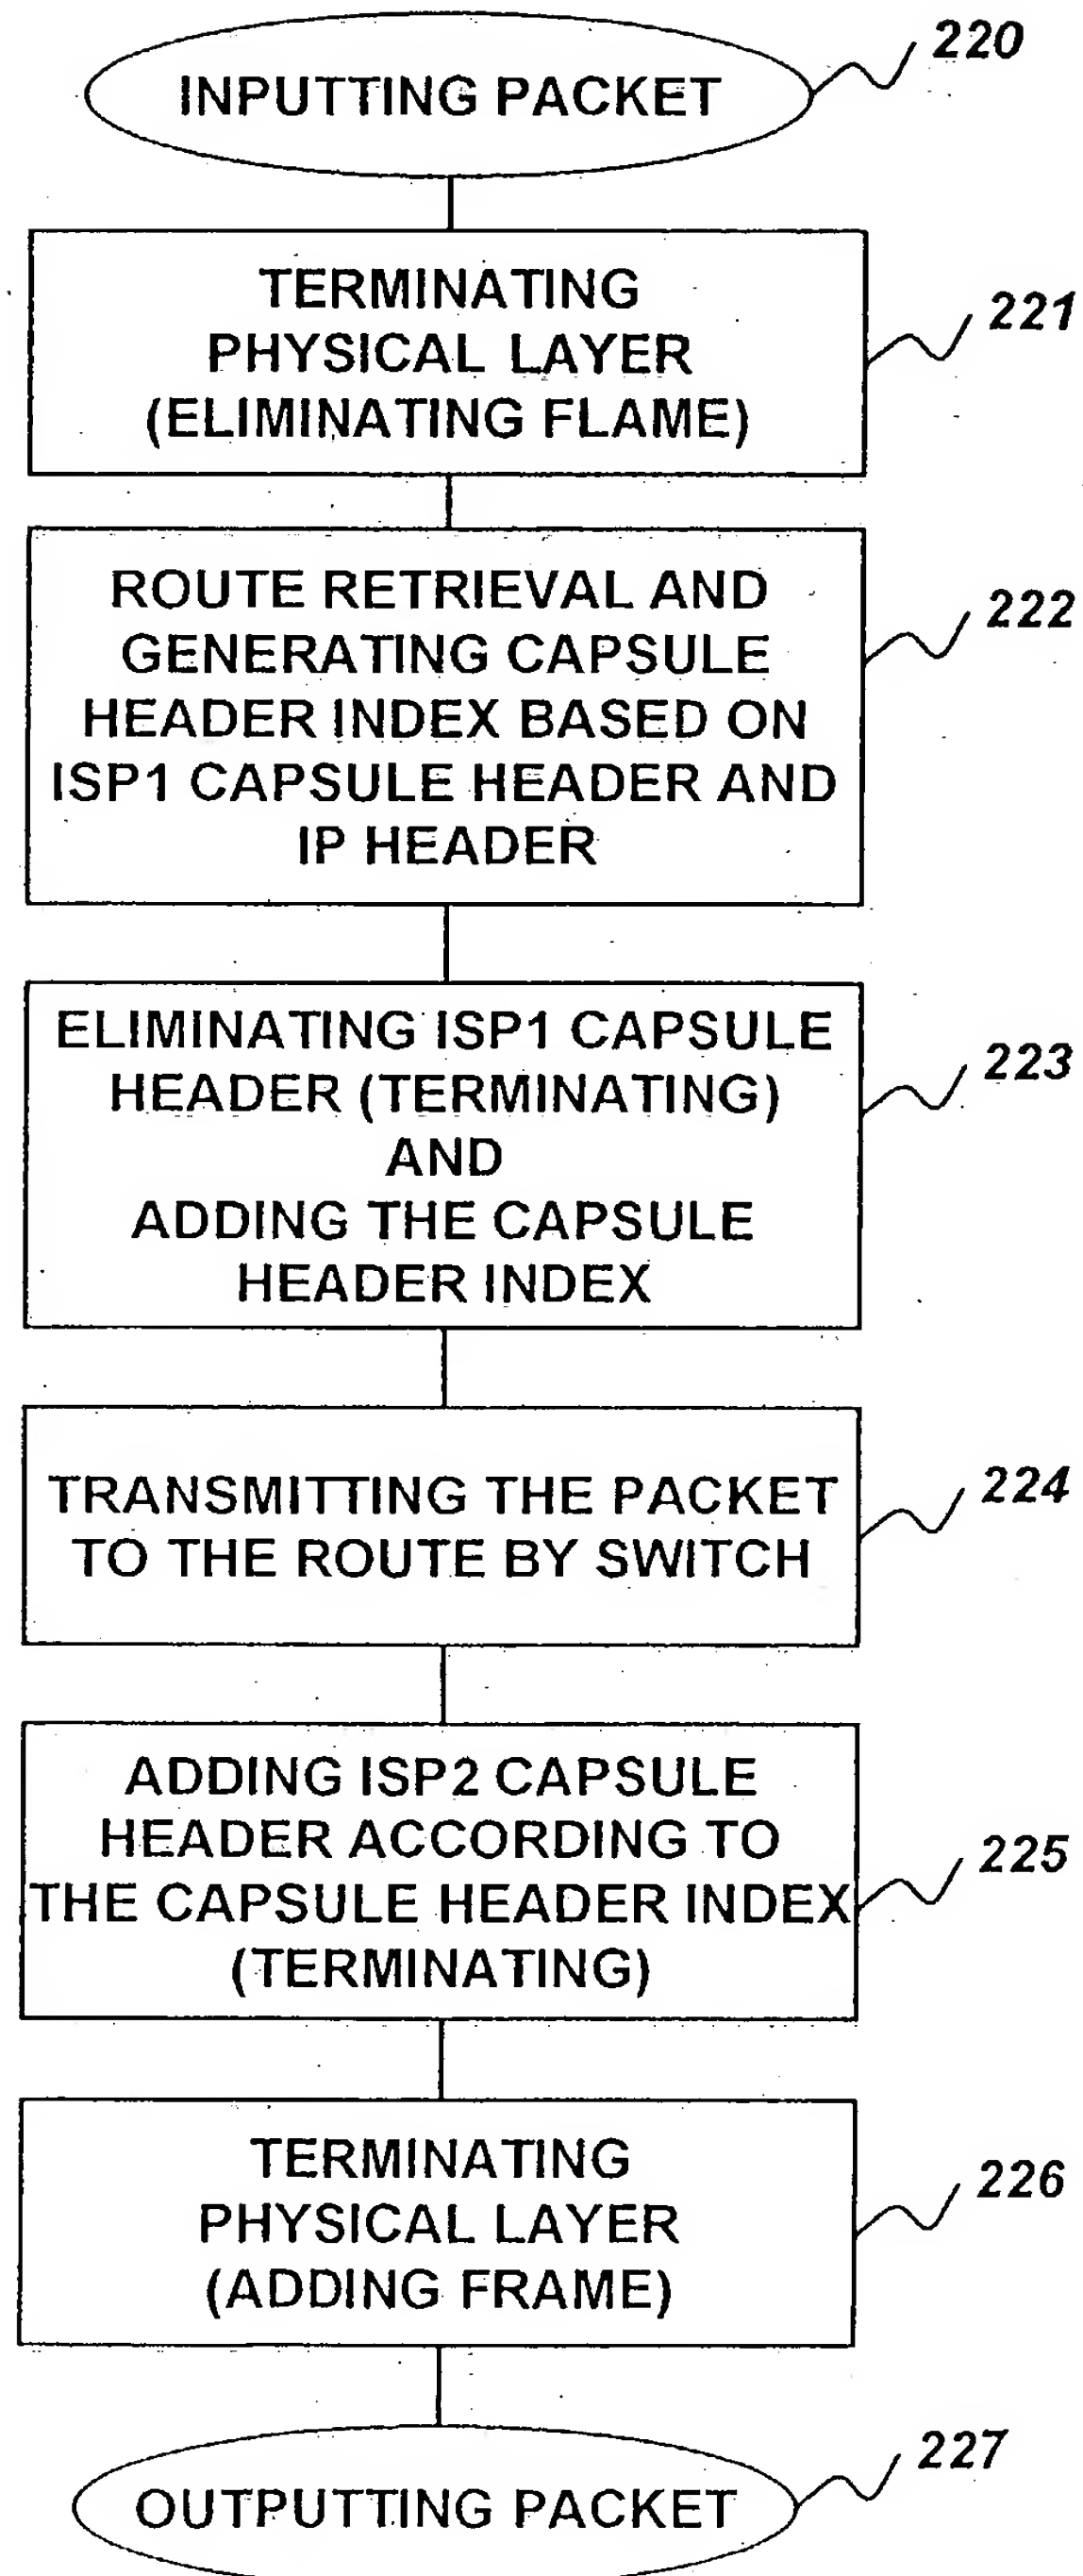 INPUTTING PACKET
220
TERMINATING
PHYSICAL LAYER
(ELIMINATING FLAME)
221
ROUTE RETRIEVAL AND
GENERATING CAPSULE
HEADER INDEX BASED ON
ISP1 CAPSULE HEADER AND
IP HEADER
222
ELIMINATING ISP1 CAPSULE
HEADER (TERMINATING)
AND
ADDING THE CAPSULE
HEADER INDEX
223
TRANSMITTING THE PACKET
TO THE ROUTE BY SWITCH
224
ADDING ISP2 CAPSULE
HEADER ACCORDING TO
THE CAPSULE HEADER INDEX
(TERMINATING)
225
TERMINATING
PHYSICAL LAYER
(ADDING FRAME)
226
OUTPUTTING PACKET
227